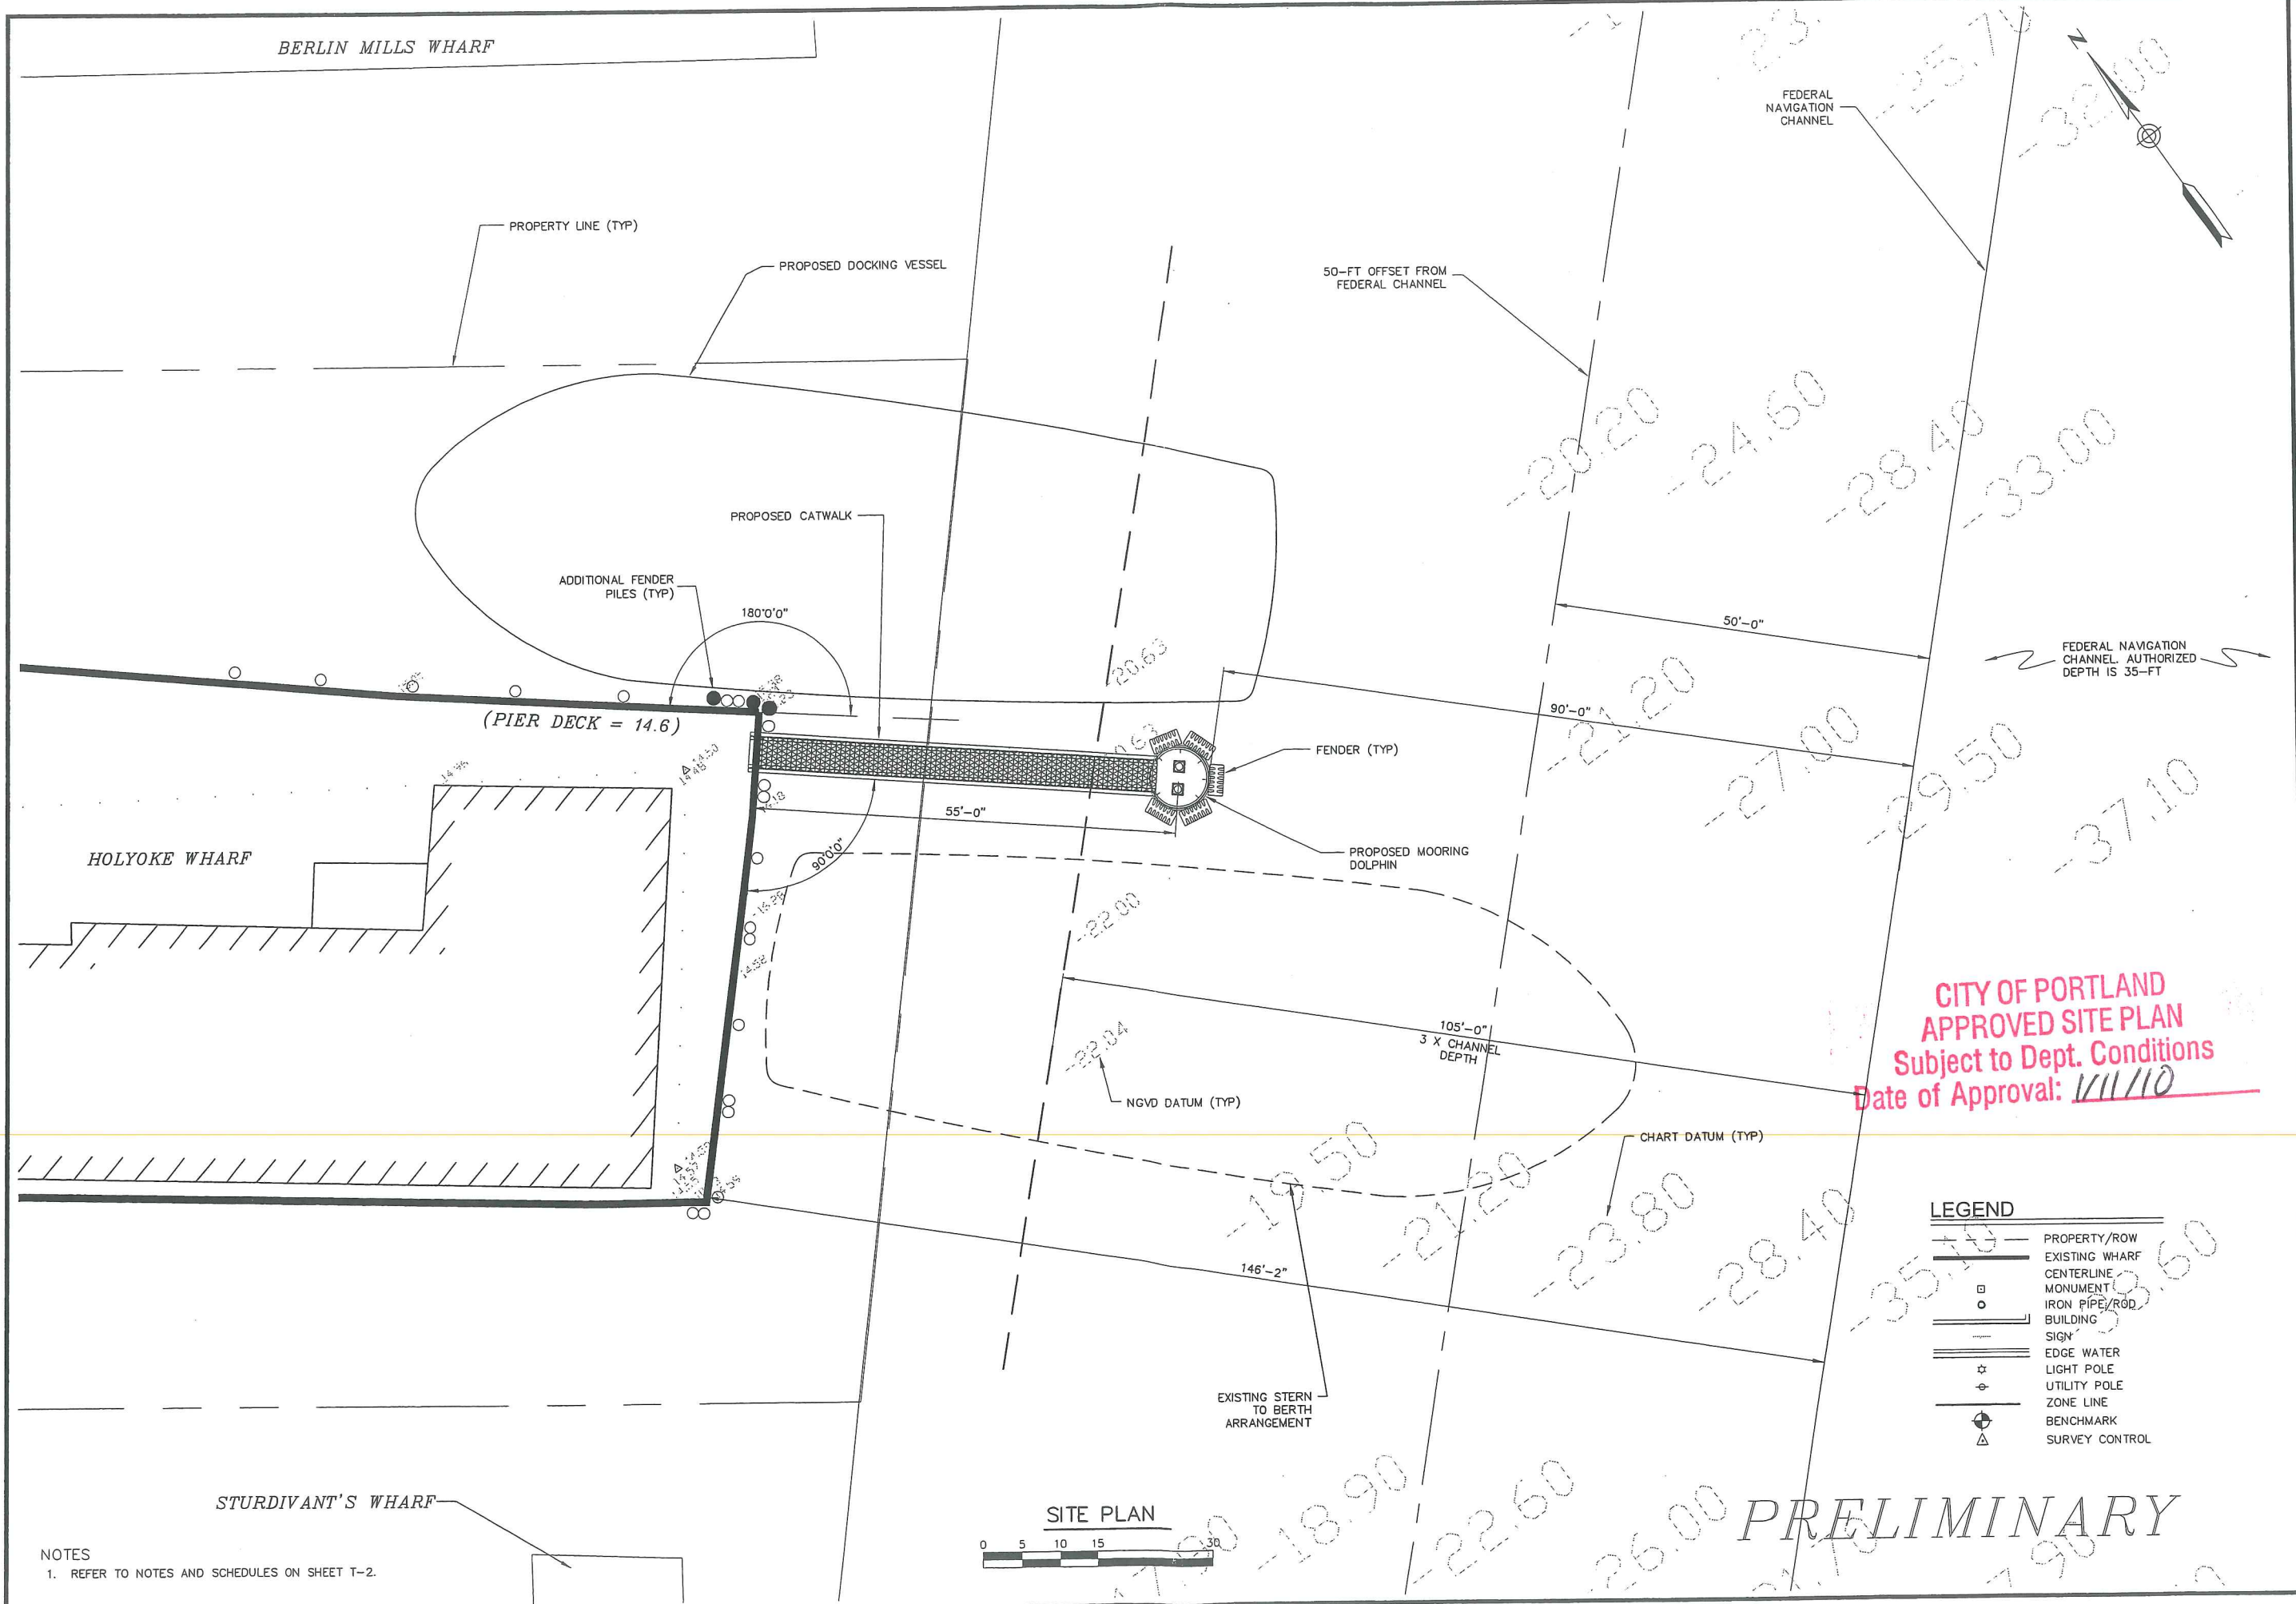 BERLIN MILLS WHARF
-25.70
-32.00
N
FEDERAL
NAVIGATION
CHANNEL
PROPERTY LINE (TYP)
PROPOSED DOCKING VESSEL
50-FT OFFSET FROM
FEDERAL CHANNEL
-20.20
-24.60
-28.40
-33.00
PROPOSED CATWALK
ADDITIONAL FENDER
PILES (TYP)
180°0'0"
50'-0"
FEDERAL NAVIGATION
CHANNEL. AUTHORIZED
DEPTH IS 35-FT
-20.63
90'-0"
-21.20
-27.00
-29.50
-37.10
(PIER DECK = 14.6)
FENDER (TYP)
55'-0"
90°0'0"
HOLYOKE WHARF
PROPOSED MOORING
DOLPHIN
-22.00
105'-0"
3 X CHANNEL
DEPTH
-22.04
NGVD DATUM (TYP)
CITY OF PORTLAND
APPROVED SITE PLAN
Subject to Dept. Conditions
Date of Approval: 1/11/10
CHART DATUM (TYP)
-19.50
-21.20
-23.80
-28.40
-35.10
146'-2"
EXISTING STERN
TO BERTH
ARRANGEMENT
LEGEND
PROPERTY/ROW
EXISTING WHARF
CENTERLINE
MONUMENT
IRON PIPE/ROD
BUILDING
SIGN
EDGE WATER
LIGHT POLE
UTILITY POLE
ZONE LINE
BENCHMARK
SURVEY CONTROL
STURDIVANT'S WHARF
SITE PLAN
0 5 10 15 30
-18.90
-22.60
-26.00
PRELIMINARY
NOTES
1. REFER TO NOTES AND SCHEDULES ON SHEET T-2.